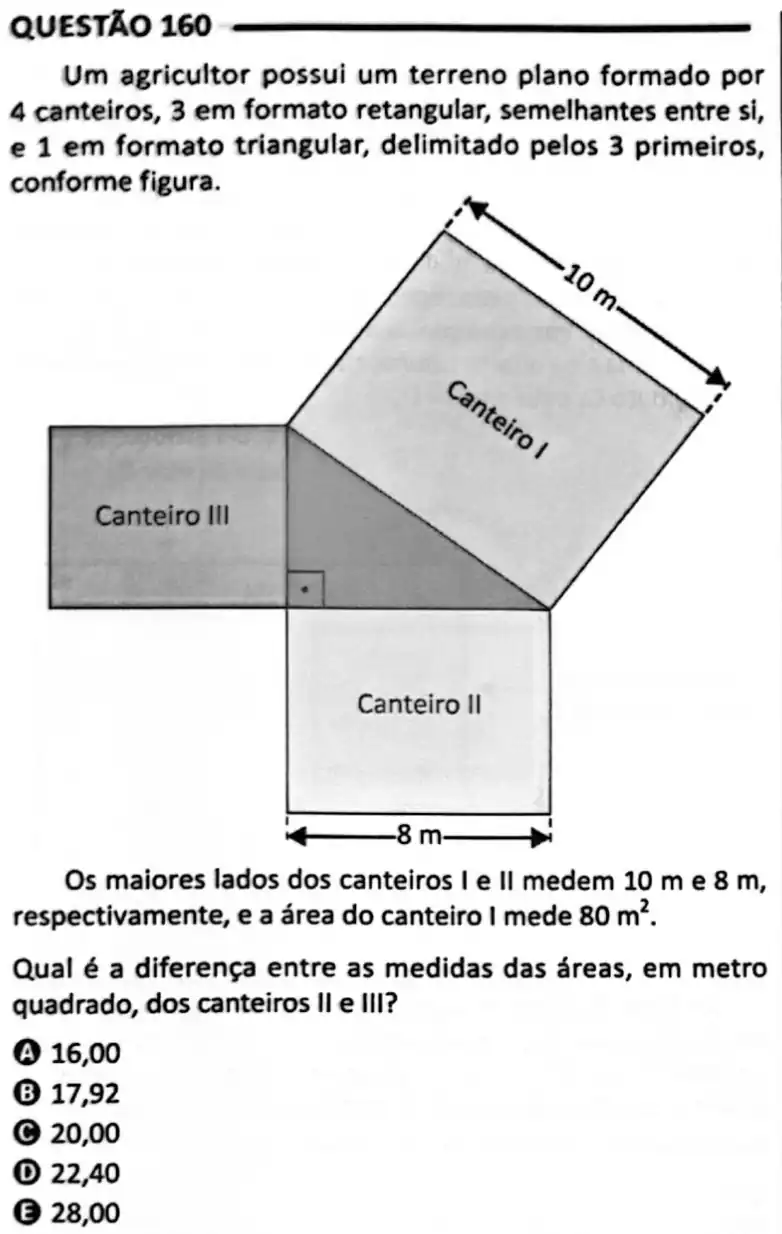 QUESTÃO 160
Um agricultor possui um terreno plano formado por
4 canteiros, 3 em formato retangular, semelhantes entre si,
e 1 em formato triangular, delimitado pelos 3 primeiros,
conforme figura.
10 m
Canteiro I
Canteiro III
Canteiro II
8 m
Os maiores lados dos canteiros I e II medem 10 m e 8 m,
respectivamente, e a área do canteiro I mede 80 m².
Qual é a diferença entre as medidas das áreas, em metro
quadrado, dos canteiros II e III?
A 16,00
B 17,92
C 20,00
D 22,40
E 28,00